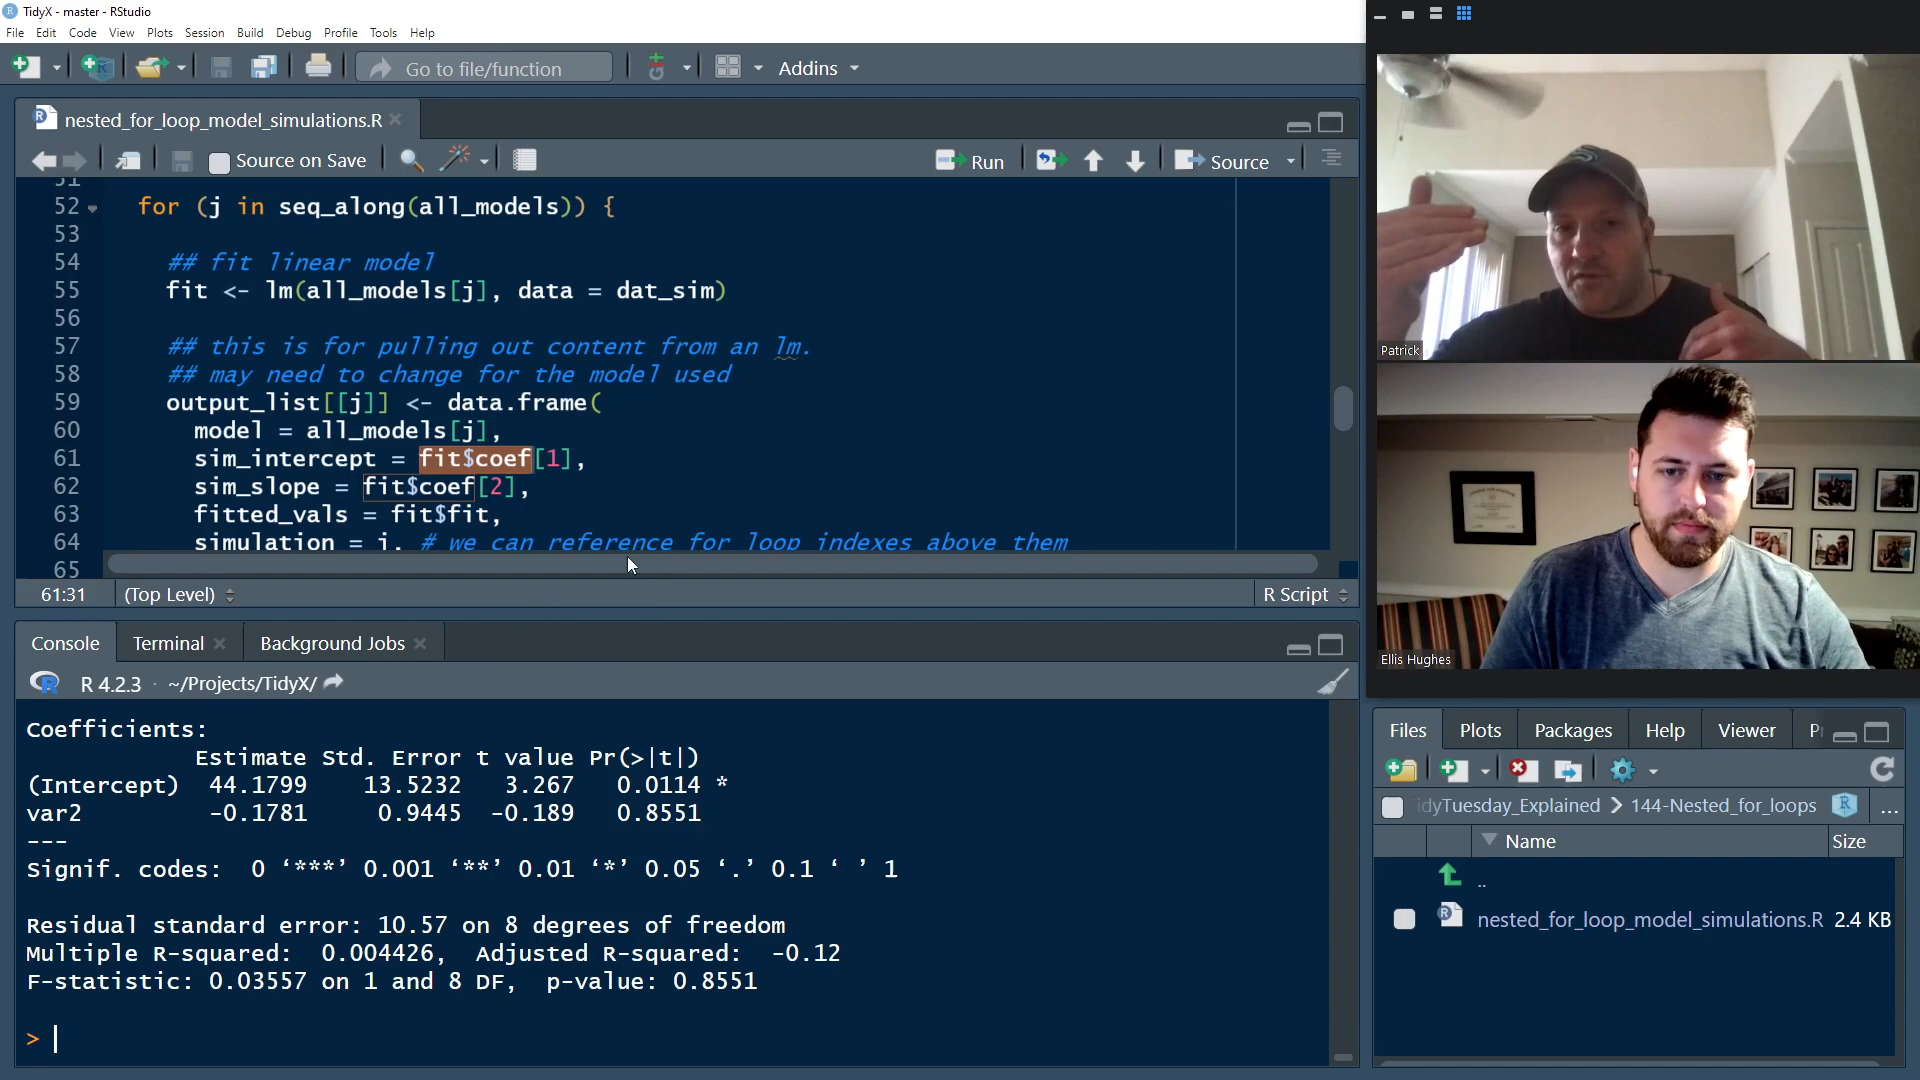 TidyX - master - RStudio
File Edit Code View Plots Session Build Debug Profile Tools Help
Go to file/function
Addins
nested_for_loop_model_simulations.R
Source on Save
Run
Source
51
52 for (j in seq_along(all_models)) {
53
54 ## fit linear model
55 fit <- lm(all_models[j], data = dat_sim)
56
57 ## this is for pulling out content from an lm.
58 ## may need to change for the model used
59 output_list[[j]] <- data.frame(
60 model = all_models[j],
61 sim_intercept = fit$coef[1],
62 sim_slope = fit$coef[2],
63 fitted_vals = fit$fit,
64 simulation = i, # we can reference for loop indexes above them
65
61:31 (Top Level) R Script
Console Terminal Background Jobs
R 4.2.3 · ~/Projects/TidyX/
Coefficients:
Estimate Std. Error t value Pr(>|t|)
(Intercept) 44.1799 13.5232 3.267 0.0114 *
var2 -0.1781 0.9445 -0.189 0.8551
---
Signif. codes: 0 ‘***’ 0.001 ‘**’ 0.01 ‘*’ 0.05 ‘.’ 0.1 ‘ ’ 1
Residual standard error: 10.57 on 8 degrees of freedom
Multiple R-squared: 0.004426, Adjusted R-squared: -0.12
F-statistic: 0.03557 on 1 and 8 DF, p-value: 0.8551
>
Patrick
Ellis Hughes
Files Plots Packages Help Viewer P
idyTuesday_Explained 144-Nested_for_loops ...
Name Size
..
nested_for_loop_model_simulations.R 2.4 KB